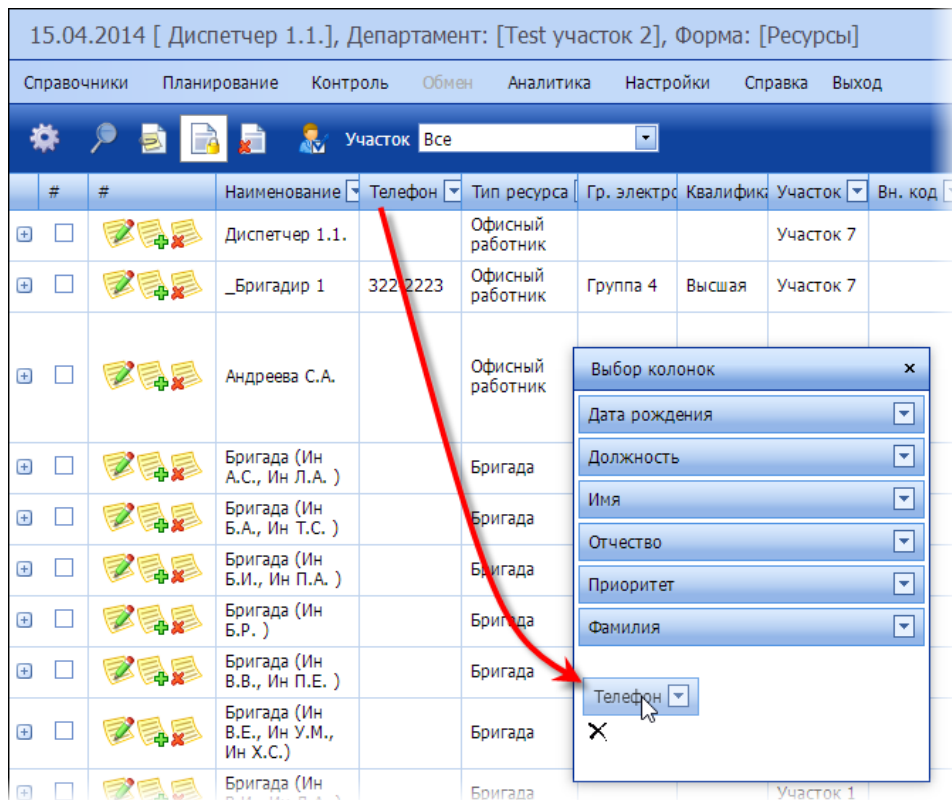 15.04.2014 [ Диспетчер 1.1.], Департамент: [Test участок 2], Форма: [Ресурсы]
Справочники Планирование Контроль Обмен Аналитика Настройки Справка Выход
Участок Все
# # Наименование Телефон Тип ресурса Гр. электро Квалифика Участок Вн. код
Диспетчер 1.1. Офисный работник Участок 7
_Бригадир 1 322 2223 Офисный работник Группа 4 Высшая Участок 7
Андреева С.А. Офисный работник
Выбор колонок
Дата рождения
Должность
Имя
Отчество
Приоритет
Фамилия
Телефон
Бригада (Ин
А.С., Ин Л.А. ) Бригада
Бригада (Ин
Б.А., Ин Т.С. ) Бригада
Бригада (Ин
Б.И., Ин П.А. ) Бригада
Бригада (Ин
Б.Р. ) Бригада
Бригада (Ин
В.В., Ин П.Е. ) Бригада
Бригада (Ин
В.Е., Ин У.М.,
Ин Х.С.) Бригада
Бригада (Ин
Бригада Участок 1